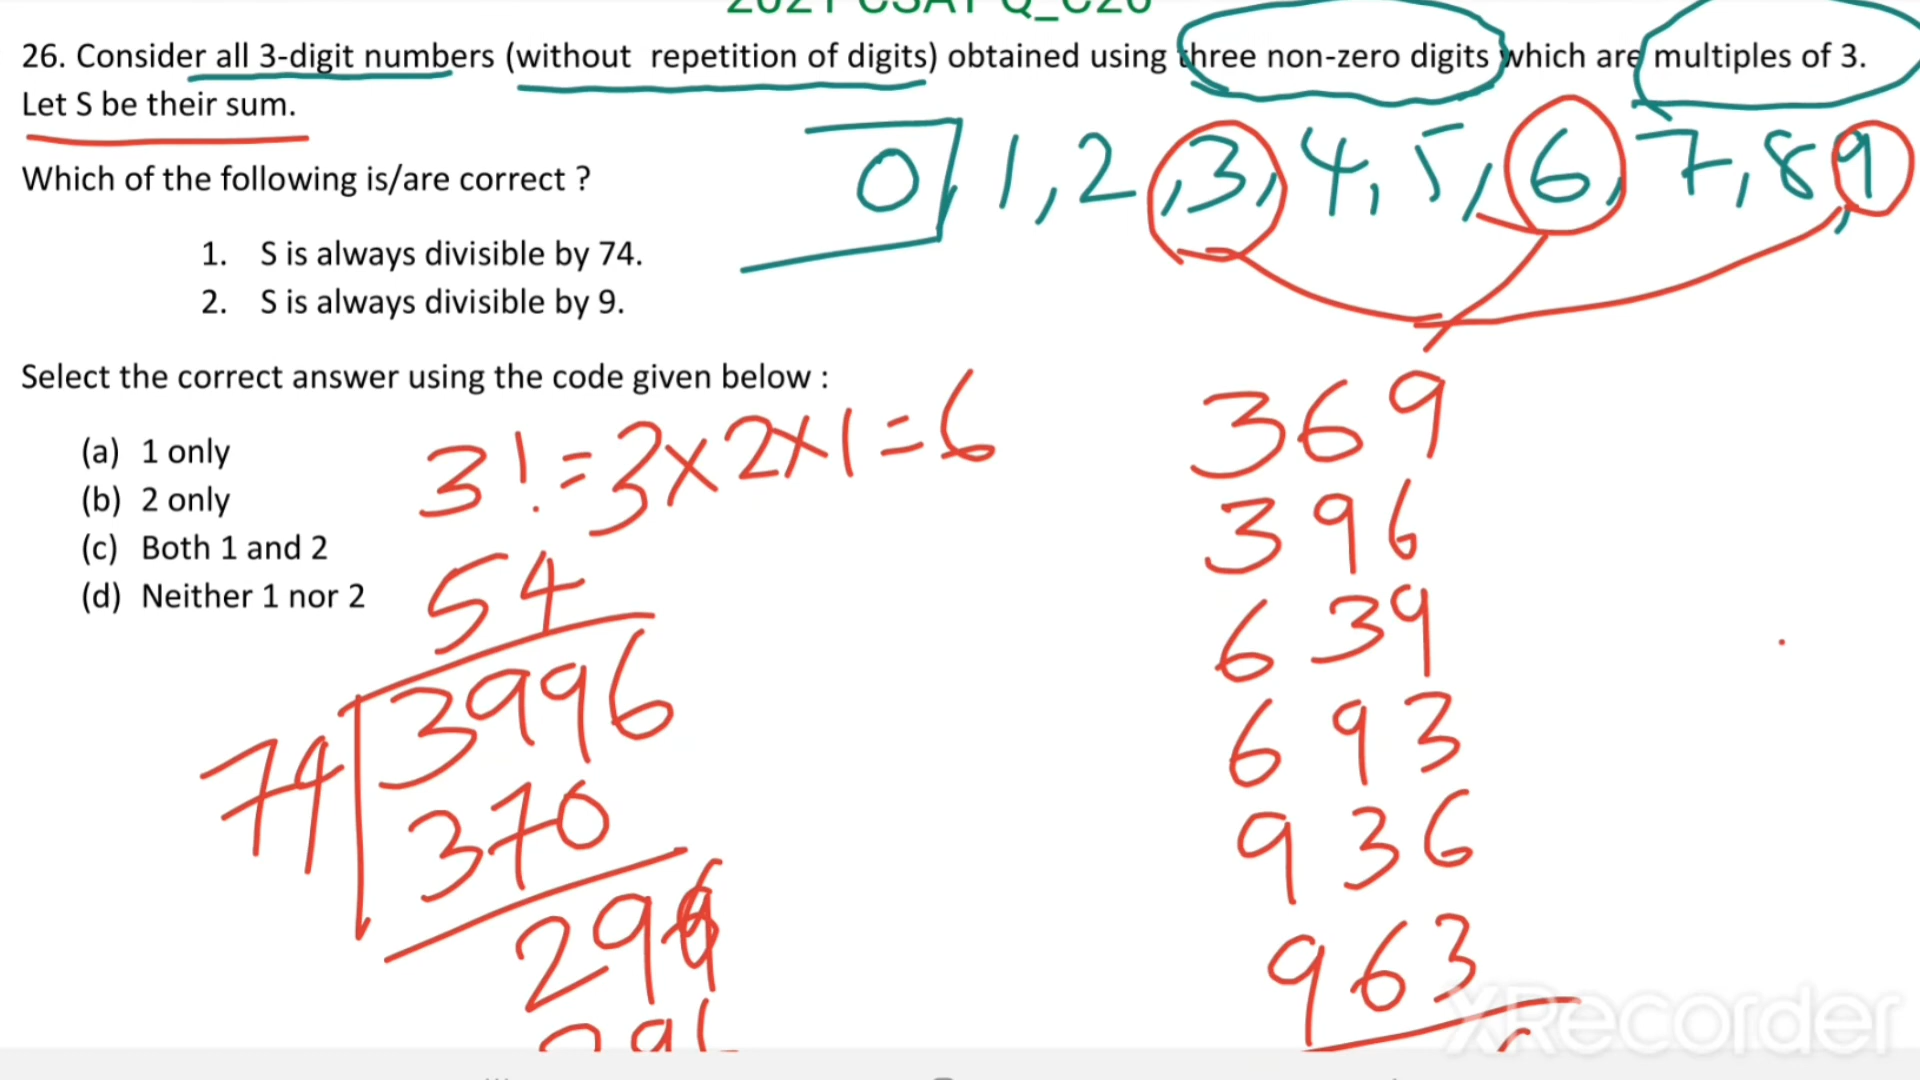 2021 CSAT Q_C26
26. Consider all 3-digit numbers (without repetition of digits) obtained using three non-zero digits which are multiples of 3.
Let S be their sum.
0, 1, 2, 3, 4, 5, 6, 7, 8 9,
Which of the following is/are correct ?
1. S is always divisible by 74.
2. S is always divisible by 9.
Select the correct answer using the code given below :
(a) 1 only
(b) 2 only
(c) Both 1 and 2
(d) Neither 1 nor 2
3! = 3 x 2 x 1 = 6
54
74 3996
370
296
369
396
639
693
936
963
XRecorder